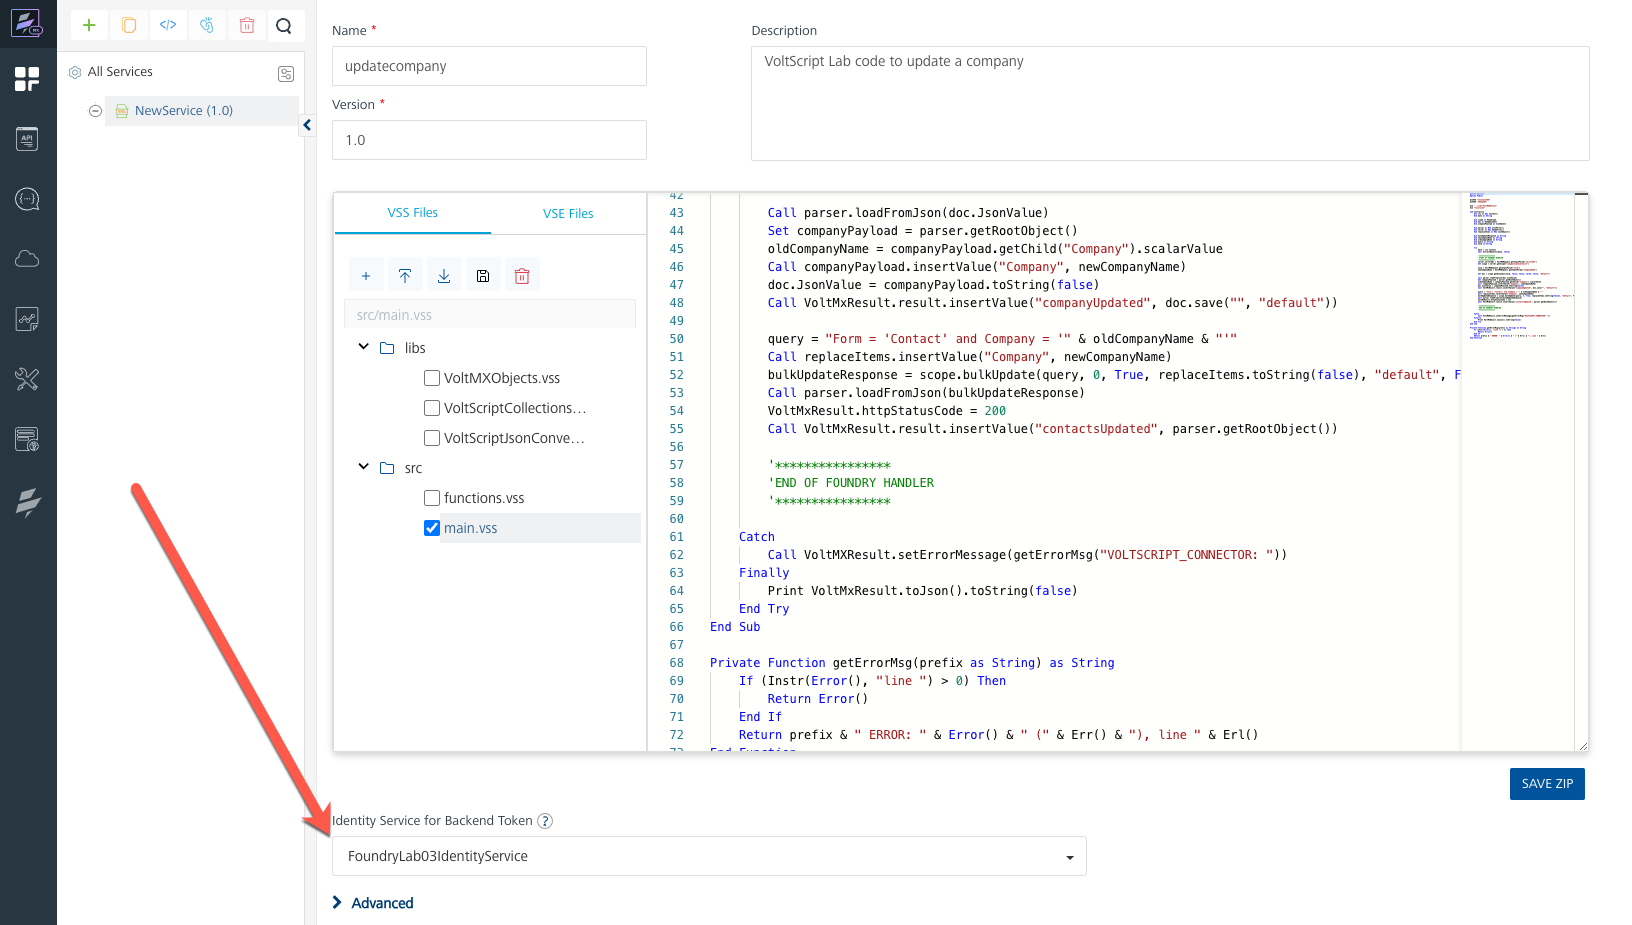 All Services
NewService (1.0)
API
Name *
updatecompany
Version *
1.0
Description
VoltScript Lab code to update a company
VSS Files
VSE Files
src/main.vss
libs
VoltMXObjects.vss
VoltScriptCollections...
VoltScriptJsonConve...
src
functions.vss
main.vss
42
43 Call parser.loadFromJson(doc.JsonValue)
44 Set companyPayload = parser.getRootObject()
45 oldCompanyName = companyPayload.getChild("Company").scalarValue
46 Call companyPayload.insertValue("Company", newCompanyName)
47 doc.JsonValue = companyPayload.toString(false)
48 Call VoltMxResult.result.insertValue("companyUpdated", doc.save("", "default"))
49
50 query = "Form = 'Contact' and Company = '" & oldCompanyName & "'"
51 Call replaceItems.insertValue("Company", newCompanyName)
52 bulkUpdateResponse = scope.bulkUpdate(query, 0, True, replaceItems.toString(false), "default", F
53 Call parser.loadFromJson(bulkUpdateResponse)
54 VoltMxResult.httpStatusCode = 200
55 Call VoltMxResult.result.insertValue("contactsUpdated", parser.getRootObject())
56
57 '****************
58 'END OF FOUNDRY HANDLER
59 '****************
60
61 Catch
62 Call VoltMXResult.setErrorMessage(getErrorMsg("VOLTSCRIPT_CONNECTOR: "))
63 Finally
64 Print VoltMxResult.toJson().toString(false)
65 End Try
66 End Sub
67
68 Private Function getErrorMsg(prefix as String) as String
69 If (Instr(Error(), "line ") > 0) Then
70 Return Error()
71 End If
72 Return prefix & " ERROR: " & Error() & " (" & Err() & "), line " & Erl()
73 End Function
SAVE ZIP
Identity Service for Backend Token ?
FoundryLab03IdentityService
Advanced